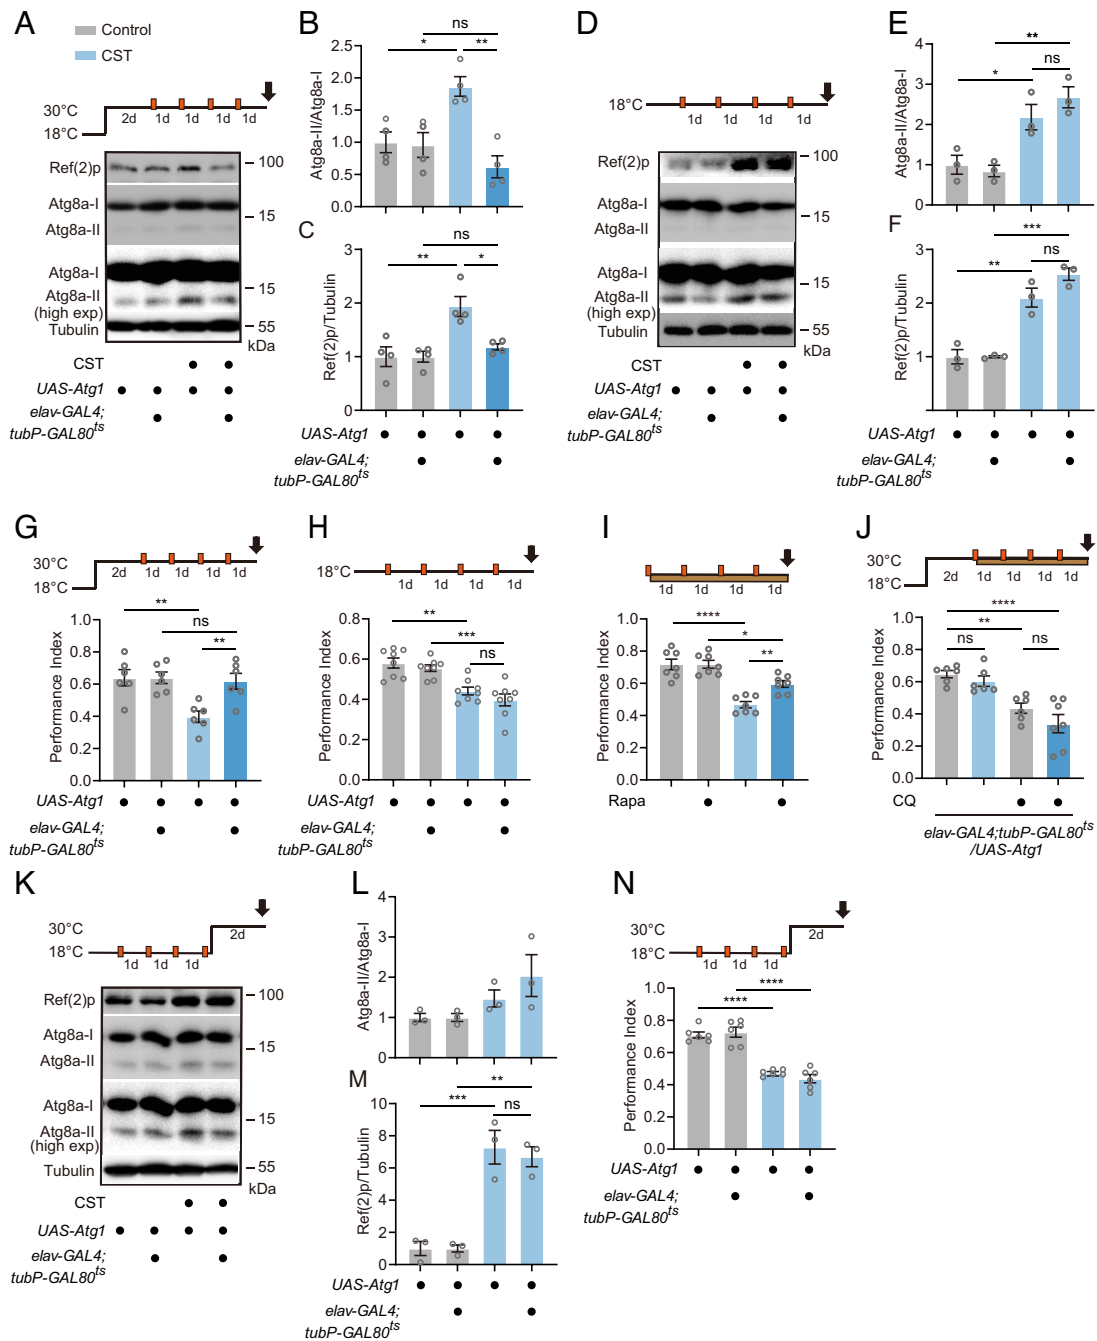 A
Control
CST
30°C
18°C
2d 1d 1d 1d 1d
Ref(2)p
100
Atg8a-I
15
Atg8a-II
Atg8a-I
15
Atg8a-II
(high exp)
Tubulin
55
kDa
CST
UAS-Atg1
elav-GAL4;
tubP-GAL80ts
B
Atg8a-II/Atg8a-I
2.5
2.0
1.5
1.0
0.5
0.0
ns
* **
C
Ref(2)p/Tubulin
3
2
1
0
ns
** *
UAS-Atg1
elav-GAL4;
tubP-GAL80ts
D
18°C
1d 1d 1d 1d
Ref(2)p
100
Atg8a-I
15
Atg8a-II
Atg8a-I
15
Atg8a-II
(high exp)
Tubulin
55
kDa
CST
UAS-Atg1
elav-GAL4;
tubP-GAL80ts
E
Atg8a-II/Atg8a-I
4
3
2
1
0
**
* ns
F
Ref(2)p/Tubulin
3
2
1
0
***
** ns
UAS-Atg1
elav-GAL4;
tubP-GAL80ts
G
30°C
18°C
2d 1d 1d 1d 1d
Performance Index
1.0
0.8
0.6
0.4
0.2
0.0
**
ns
**
UAS-Atg1
elav-GAL4;
tubP-GAL80ts
H
18°C
1d 1d 1d 1d
Performance Index
0.8
0.6
0.4
0.2
0.0
**
***
ns
UAS-Atg1
elav-GAL4;
tubP-GAL80ts
I
1d 1d 1d 1d
Performance Index
1.0
0.8
0.6
0.4
0.2
0.0
****
*
**
Rapa
J
30°C
18°C
2d 1d 1d 1d 1d
Performance Index
1.0
0.8
0.6
0.4
0.2
0.0
****
**
ns ns
CQ
elav-GAL4;tubP-GAL80ts
/UAS-Atg1
K
30°C
18°C
1d 1d 1d 2d
Ref(2)p
100
Atg8a-I
15
Atg8a-II
Atg8a-I
15
Atg8a-II
(high exp)
Tubulin
55
kDa
CST
UAS-Atg1
elav-GAL4;
tubP-GAL80ts
L
Atg8a-II/Atg8a-I
4
3
2
1
0
M
Ref(2)p/Tubulin
10
8
6
4
2
0
**
***
ns
UAS-Atg1
elav-GAL4;
tubP-GAL80ts
N
30°C
18°C
1d 1d 1d 2d
Performance Index
1.0
0.8
0.6
0.4
0.2
0.0
****
****
UAS-Atg1
elav-GAL4;
tubP-GAL80ts